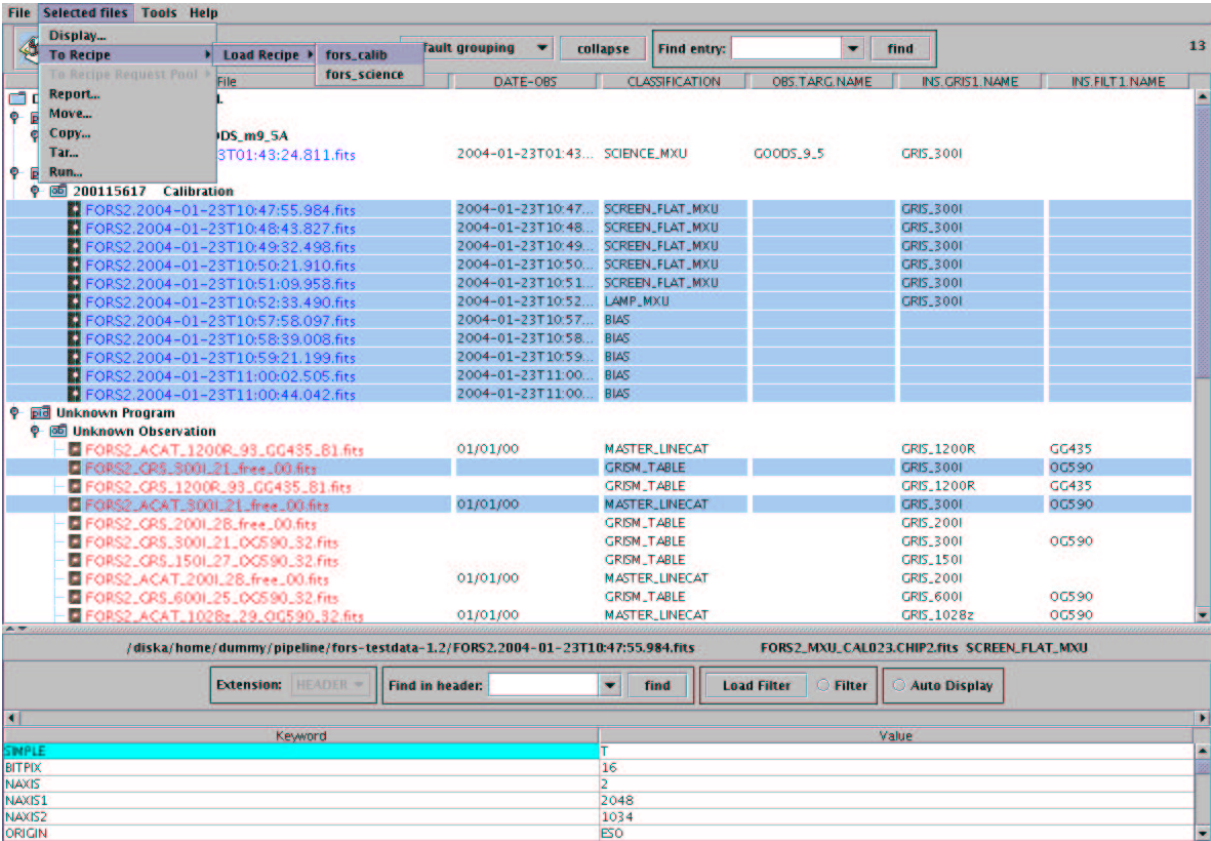 File Selected files Tools Help
Display...
To Recipe Load Recipe fors_calib fault grouping collapse Find entry: find 13
To Recipe Request Pool fors_science
File DATE-OBS CLASSIFICATION OBS.TARG.NAME INS.GRIS1.NAME INS.FILT1.NAME
Report...
Move...
Copy... DS_m9_5A
Tar... 3T01:43:24.811.fits 2004-01-23T01:43... SCIENCE_MXU GOODS_9_5 GRIS_300I
Run...
200115617 Calibration
FORS2.2004-01-23T10:47:55.984.fits 2004-01-23T10:47... SCREEN_FLAT_MXU GRIS_300I
FORS2.2004-01-23T10:48:43.827.fits 2004-01-23T10:48... SCREEN_FLAT_MXU GRIS_300I
FORS2.2004-01-23T10:49:32.498.fits 2004-01-23T10:49... SCREEN_FLAT_MXU GRIS_300I
FORS2.2004-01-23T10:50:21.910.fits 2004-01-23T10:50... SCREEN_FLAT_MXU GRIS_300I
FORS2.2004-01-23T10:51:09.958.fits 2004-01-23T10:51... SCREEN_FLAT_MXU GRIS_300I
FORS2.2004-01-23T10:52:33.490.fits 2004-01-23T10:52... LAMP_MXU GRIS_300I
FORS2.2004-01-23T10:57:58.097.fits 2004-01-23T10:57... BIAS
FORS2.2004-01-23T10:58:39.008.fits 2004-01-23T10:58... BIAS
FORS2.2004-01-23T10:59:21.199.fits 2004-01-23T10:59... BIAS
FORS2.2004-01-23T11:00:02.505.fits 2004-01-23T11:00... BIAS
FORS2.2004-01-23T11:00:44.042.fits 2004-01-23T11:00... BIAS
pid Unknown Program
ob Unknown Observation
FORS2_ACAT_1200R_93_GG435_81.fits 01/01/00 MASTER_LINECAT GRIS_1200R GG435
FORS2_GRS_300I_21_free_00.fits GRISM_TABLE GRIS_300I OG590
FORS2_GRS_1200R_93_GG435_81.fits GRISM_TABLE GRIS_1200R GG435
FORS2_ACAT_300I_21_free_00.fits 01/01/00 MASTER_LINECAT GRIS_300I OG590
FORS2_GRS_200I_28_free_00.fits GRISM_TABLE GRIS_200I
FORS2_GRS_300I_21_OG590_32.fits GRISM_TABLE GRIS_300I OG590
FORS2_GRS_150I_27_OG590_32.fits GRISM_TABLE GRIS_150I
FORS2_ACAT_200I_28_free_00.fits 01/01/00 MASTER_LINECAT GRIS_200I
FORS2_GRS_600I_25_OG590_32.fits GRISM_TABLE GRIS_600I OG590
FORS2_ACAT_1028z_29_OG590_32.fits 01/01/00 MASTER_LINECAT GRIS_1028z OG590
/diska/home/dummy/pipeline/fors-testdata-1.2/FORS2.2004-01-23T10:47:55.984.fits FORS2_MXU_CAL023.CHIP2.fits SCREEN_FLAT_MXU
Extension: HEADER Find in header: find Load Filter Filter Auto Display
Keyword Value
SIMPLE T
BITPIX 16
NAXIS 2
NAXIS1 2048
NAXIS2 1034
ORIGIN ESO